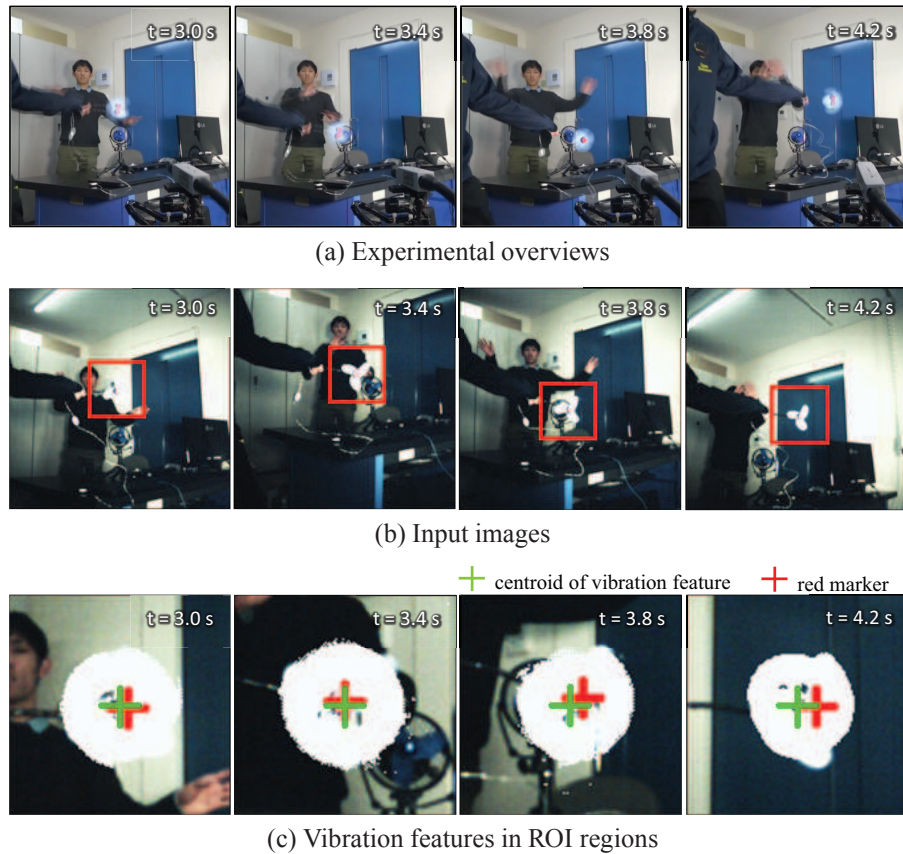 t = 3.0 s
t = 3.4 s
t = 3.8 s
t = 4.2 s
(a) Experimental overviews
t = 3.0 s
t = 3.4 s
t = 3.8 s
t = 4.2 s
(b) Input images
centroid of vibration feature
red marker
t = 3.0 s
t = 3.4 s
t = 3.8 s
t = 4.2 s
(c) Vibration features in ROI regions